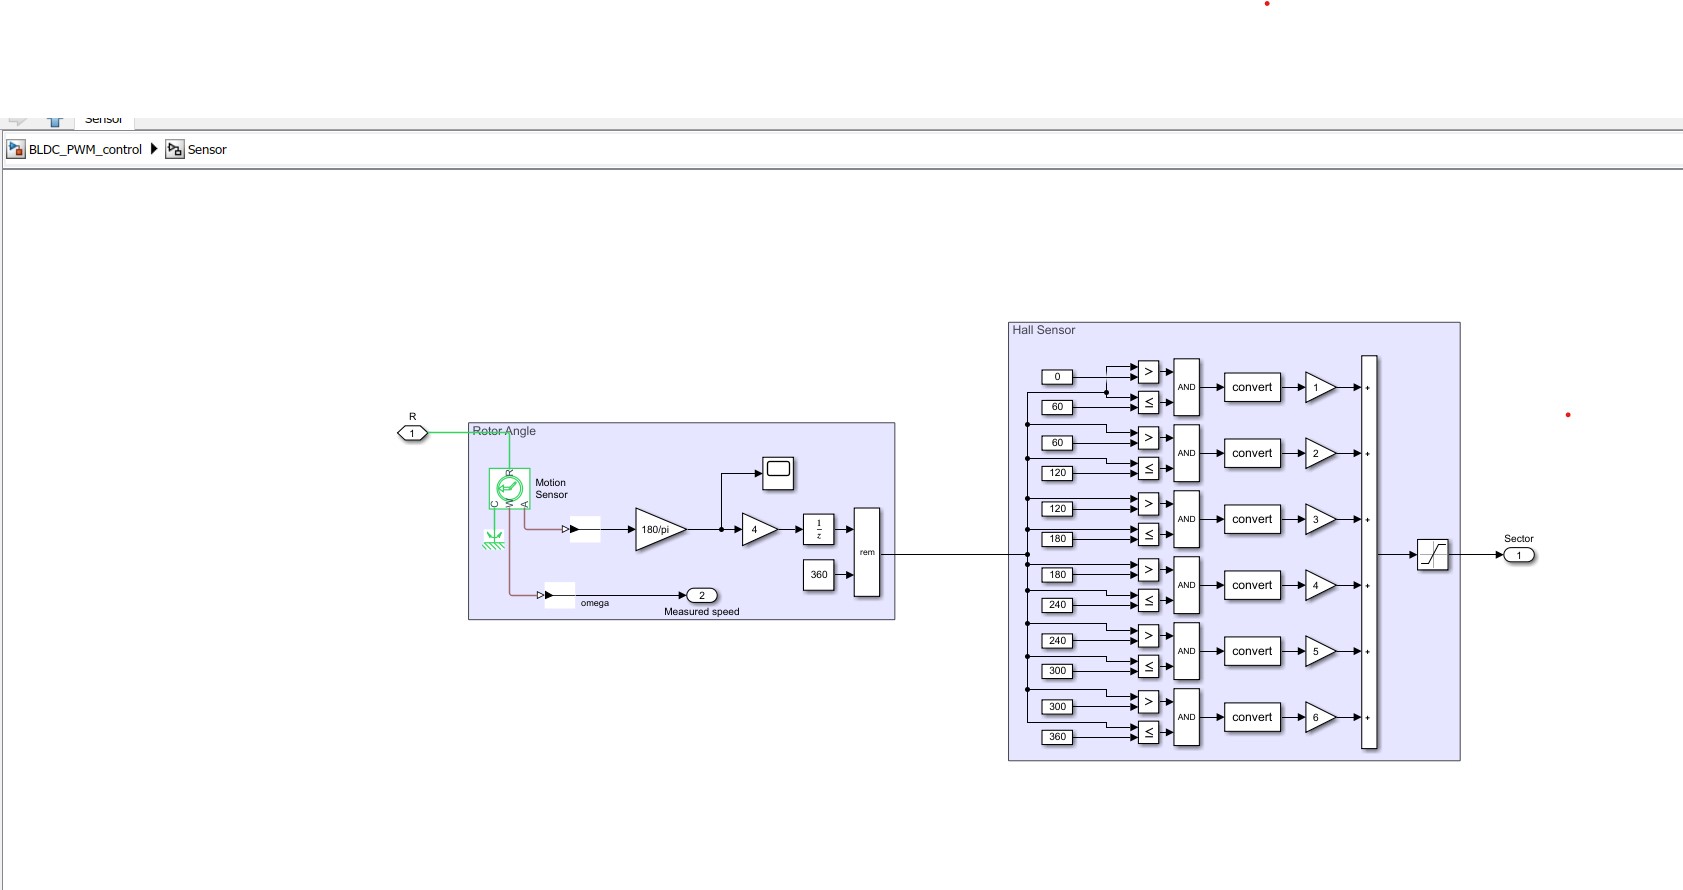 Sensor
BLDC_PWM_control
Sensor
R
1
Rotor Angle
R
C
W
A
Motion
Sensor
180/pi
4
1
z
360
rem
omega
2
Measured speed
Hall Sensor
0
>
60
≤
AND
convert
1
+
60
>
120
≤
AND
convert
2
+
120
>
180
≤
AND
convert
3
+
180
>
240
≤
AND
convert
4
+
240
>
300
≤
AND
convert
5
+
300
>
360
≤
AND
convert
6
+
Sector
1